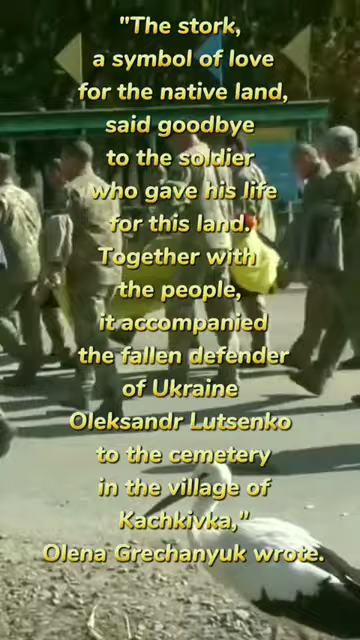 "The stork,
a symbol of love
for the native land,
said goodbye
to the soldier
who gave his life
for this land.
Together with
the people,
it accompanied
the fallen defender
of Ukraine
Oleksandr Lutsenko
to the cemetery
in the village of
Kachkivka,"
Olena Grechanyuk wrote.